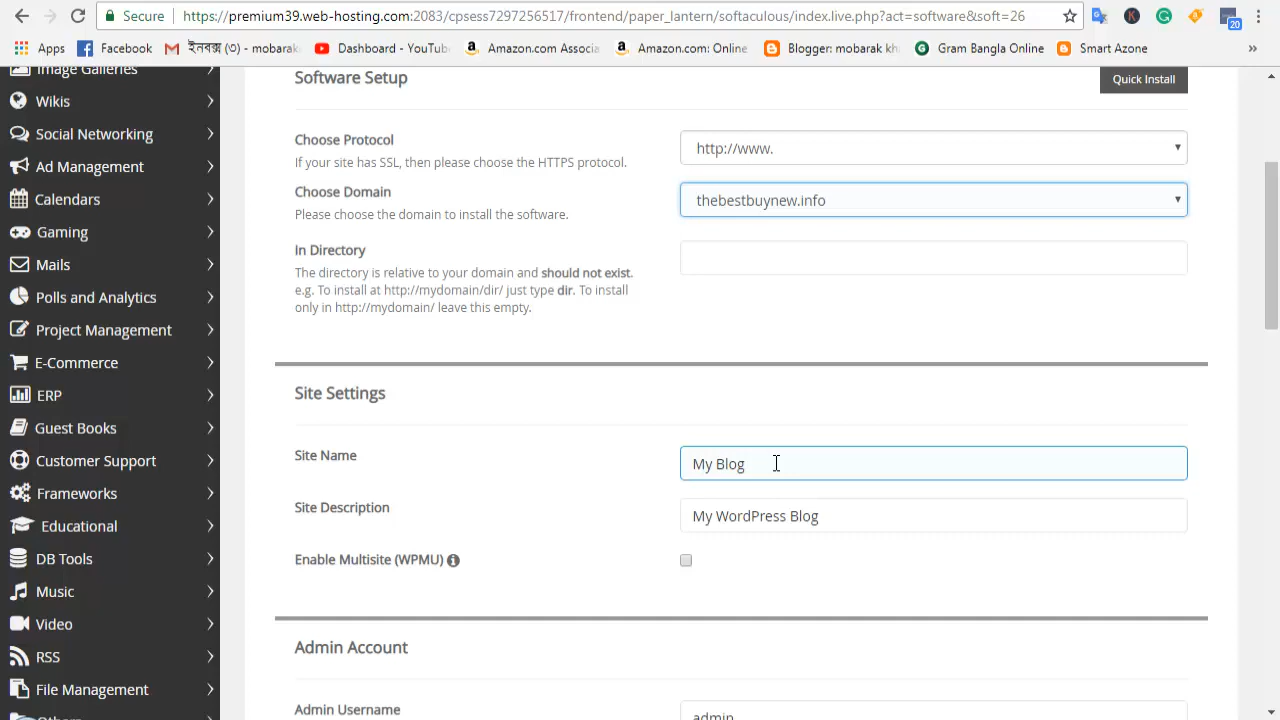 Secure https://premium39.web-hosting.com:2083/cpsess7297256517/frontend/paper_lantern/softaculous/index.live.php?act=software&soft=26
20
Apps Facebook ইনবক্স (৩) - mobarak Dashboard - YouTub Amazon.com Associa Amazon.com: Online Blogger: mobarak kh Gram Bangla Online Smart Azone »
Image Galleries
Wikis
Social Networking
Ad Management
Calendars
Gaming
Mails
Polls and Analytics
Project Management
E-Commerce
ERP
Guest Books
Customer Support
Frameworks
Educational
DB Tools
Music
Video
RSS
File Management
Others
Software Setup
Quick Install
Choose Protocol
If your site has SSL, then please choose the HTTPS protocol.
http://www.
Choose Domain
Please choose the domain to install the software.
thebestbuynew.info
In Directory
The directory is relative to your domain and should not exist.
e.g. To install at http://mydomain/dir/ just type dir. To install
only in http://mydomain/ leave this empty.
Site Settings
Site Name
My Blog
Site Description
My WordPress Blog
Enable Multisite (WPMU)
Admin Account
Admin Username
admin